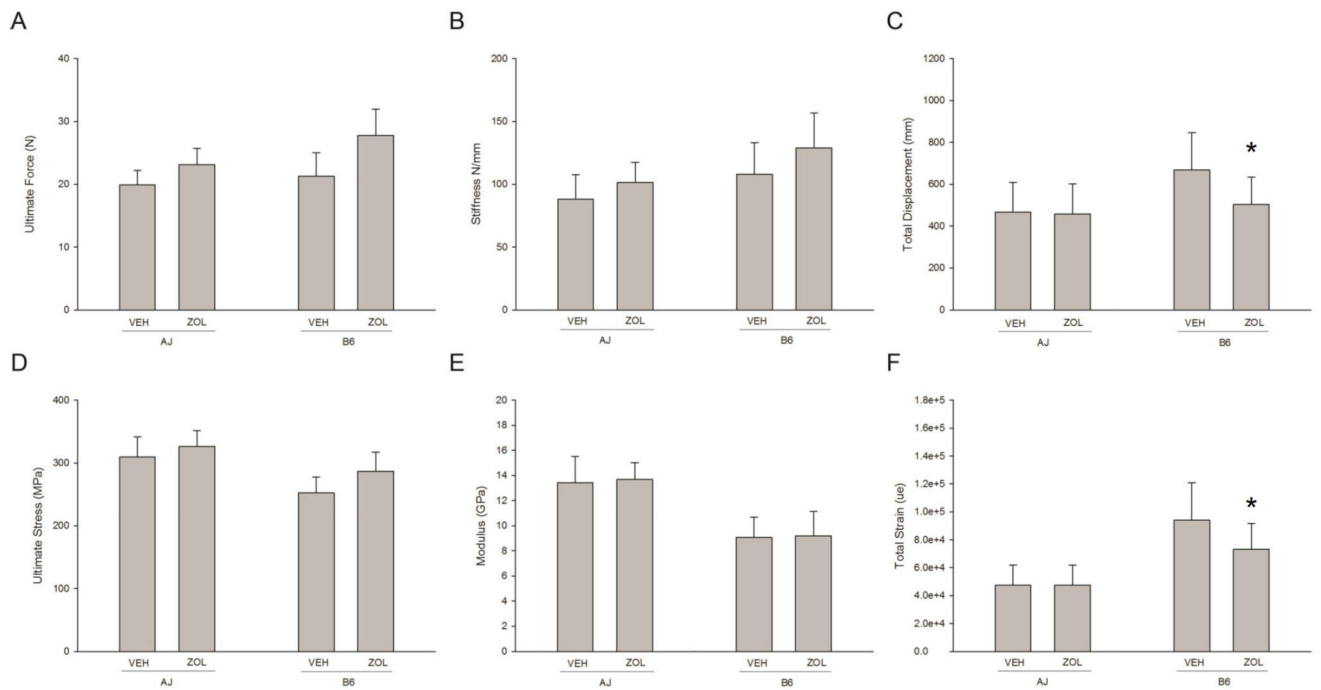 A
Ultimate Force (N)
40
30
20
10
0
VEH
ZOL
VEH
ZOL
AJ
B6
B
Stiffness N/mm
200
150
100
50
0
VEH
ZOL
VEH
ZOL
AJ
B6
C
Total Displacement (mm)
1200
1000
800
600
400
200
0
*
VEH
ZOL
VEH
ZOL
AJ
B6
D
Ultimate Stress (MPa)
400
300
200
100
0
VEH
ZOL
VEH
ZOL
AJ
B6
E
Modulus (GPa)
20
18
16
14
12
10
8
6
4
2
0
VEH
ZOL
VEH
ZOL
AJ
B6
F
Total Strain (ue)
1.8e+5
1.6e+5
1.4e+5
1.2e+5
1.0e+5
8.0e+4
6.0e+4
4.0e+4
2.0e+4
0.0
*
VEH
ZOL
VEH
ZOL
AJ
B6